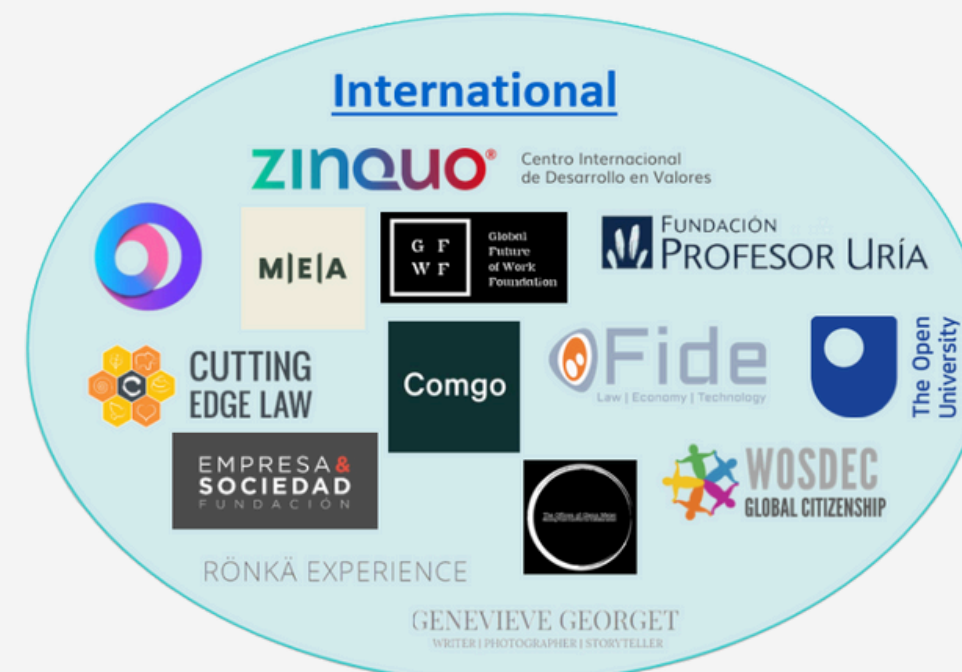 International
ZINQUO®
Centro Internacional
de Desarrollo en Valores
M|E|A
G F
W F
Global
Future
of Work
Foundation
FUNDACIÓN
PROFESOR URÍA
C
CUTTING
EDGE LAW
Comgo
Fide
Law | Economy | Technology
The Open
University
EMPRESA&
SOCIEDAD
FUNDACIÓN
WOSDEC
GLOBAL CITIZENSHIP
RÖNKÄ EXPERIENCE
GENEVIEVE GEORGET
WRITER | PHOTOGRAPHER | STORYTELLER